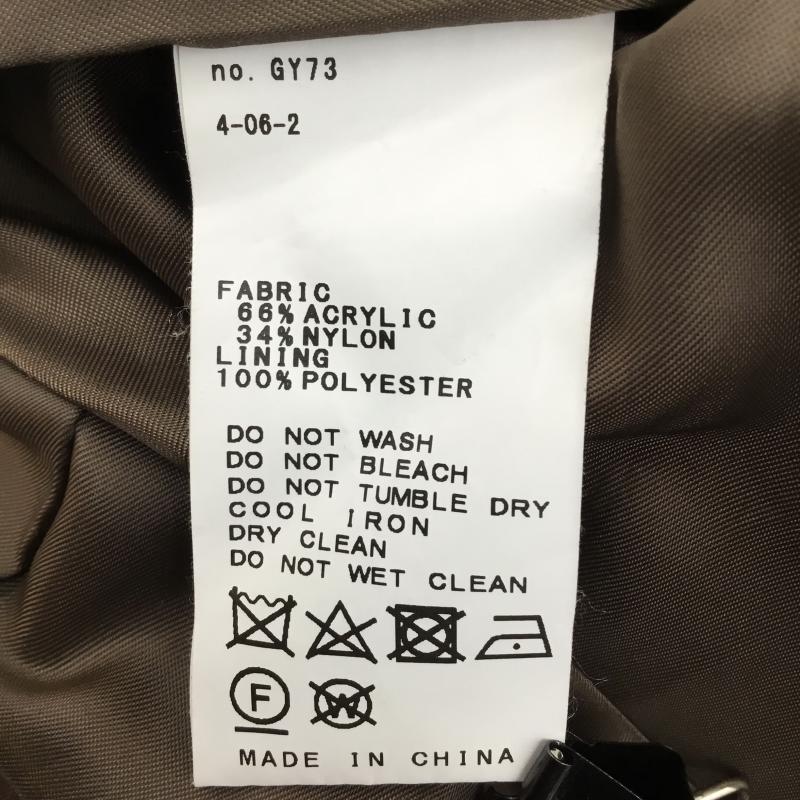 no. GY73
4-06-2
FABRIC
66% ACRYLIC
34% NYLON
LINING
100% POLYESTER
DO NOT WASH
DO NOT BLEACH
DO NOT TUMBLE DRY
COOL IRON
DRY CLEAN
DO NOT WET CLEAN
F W
MADE IN CHINA